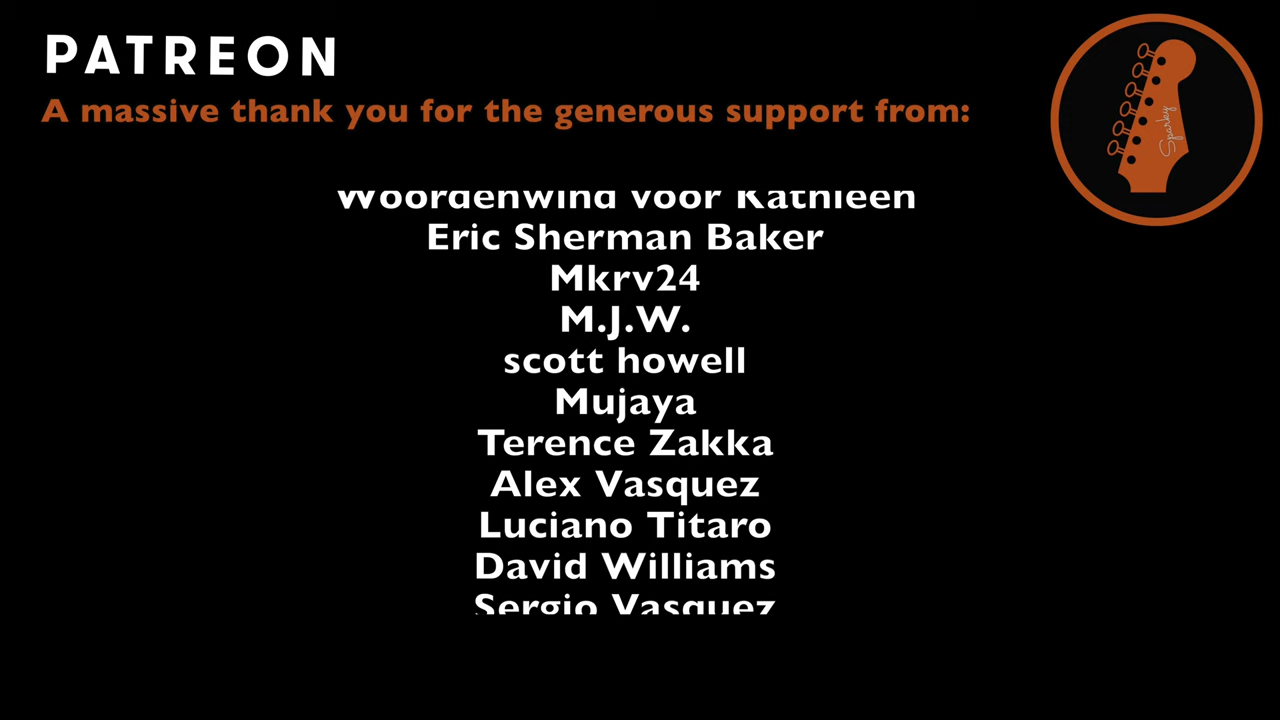 PATREON
A massive thank you for the generous support from:
Sparky
Woordenwind voor Kathleen
Eric Sherman Baker
Mkrv24
M.J.W.
scott howell
Mujaya
Terence Zakka
Alex Vasquez
Luciano Titaro
David Williams
Sergio Vasquez